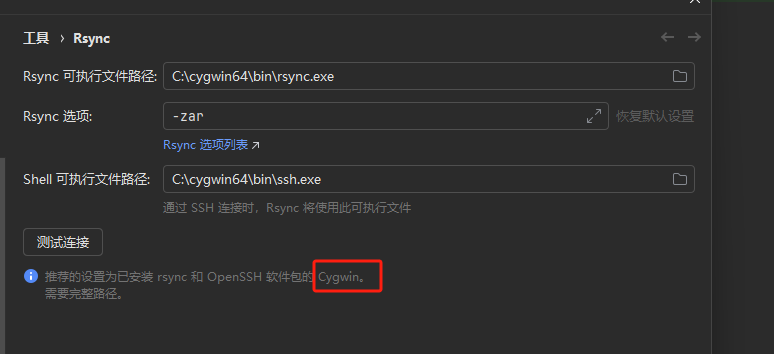 工具 › Rsync
Rsync 可执行文件路径: C:\cygwin64\bin\rsync.exe
Rsync 选项: -zar 恢复默认设置
Rsync 选项列表
Shell 可执行文件路径: C:\cygwin64\bin\ssh.exe
通过 SSH 连接时，Rsync 将使用此可执行文件
测试连接
推荐的设置为已安装 rsync 和 OpenSSH 软件包的 Cygwin。
需要完整路径。